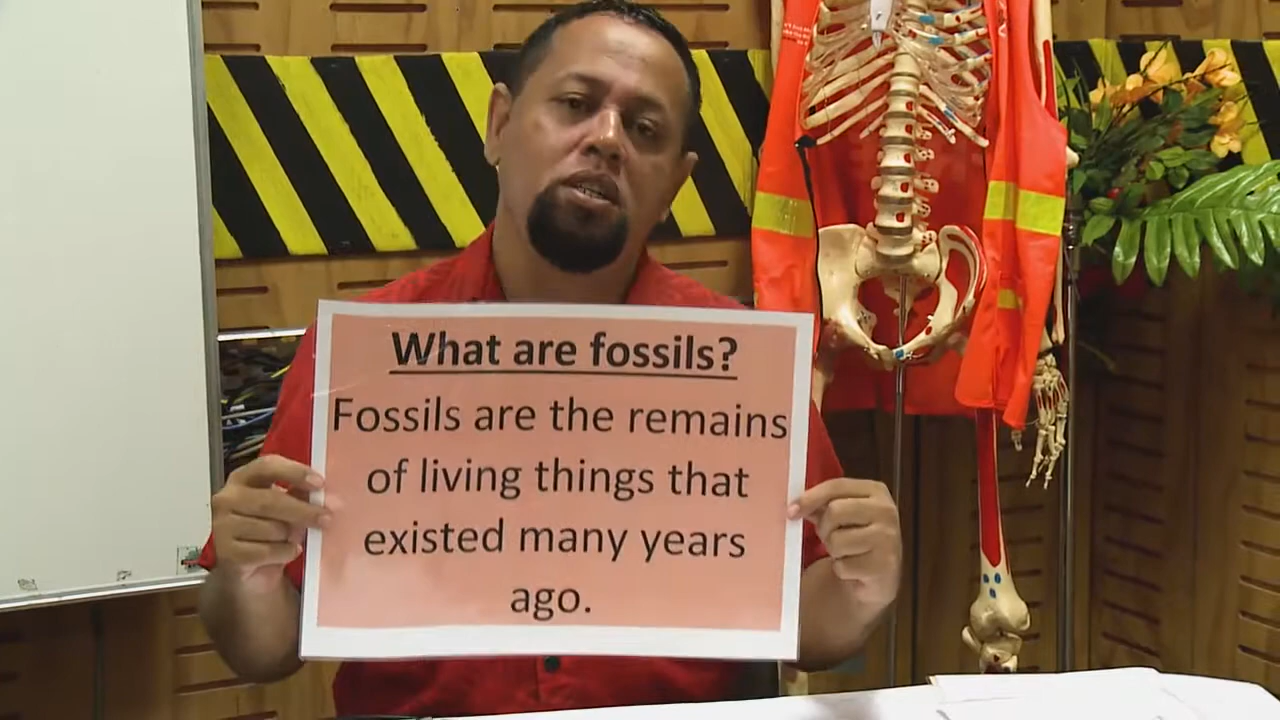 What are fossils?
Fossils are the remains
of living things that
existed many years
ago.